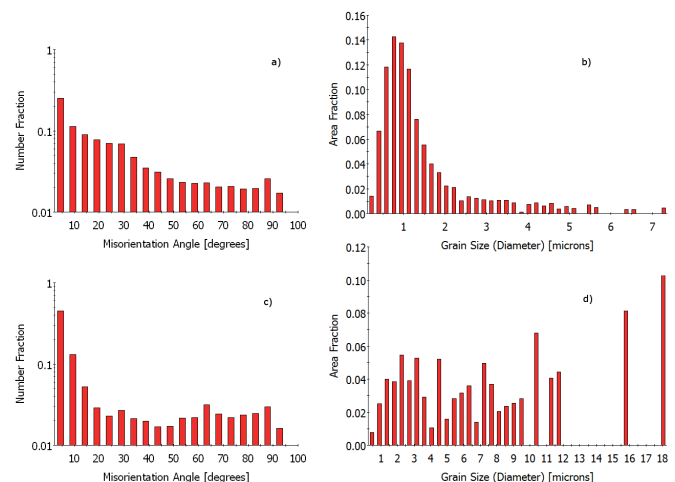 a)
1
0.1
0.01
Number Fraction
10 20 30 40 50 60 70 80 90 100
Misorientation Angle [degrees]
b)
0.16
0.14
0.12
0.10
0.08
0.06
0.04
0.02
0.00
Area Fraction
1 2 3 4 5 6 7
Grain Size (Diameter) [microns]
c)
1
0.1
0.01
Number Fraction
10 20 30 40 50 60 70 80 90 100
Misorientation Angle [degrees]
d)
0.12
0.10
0.08
0.06
0.04
0.02
0.00
Area Fraction
1 2 3 4 5 6 7 8 9 10 11 12 13 14 15 16 17 18
Grain Size (Diameter) [microns]